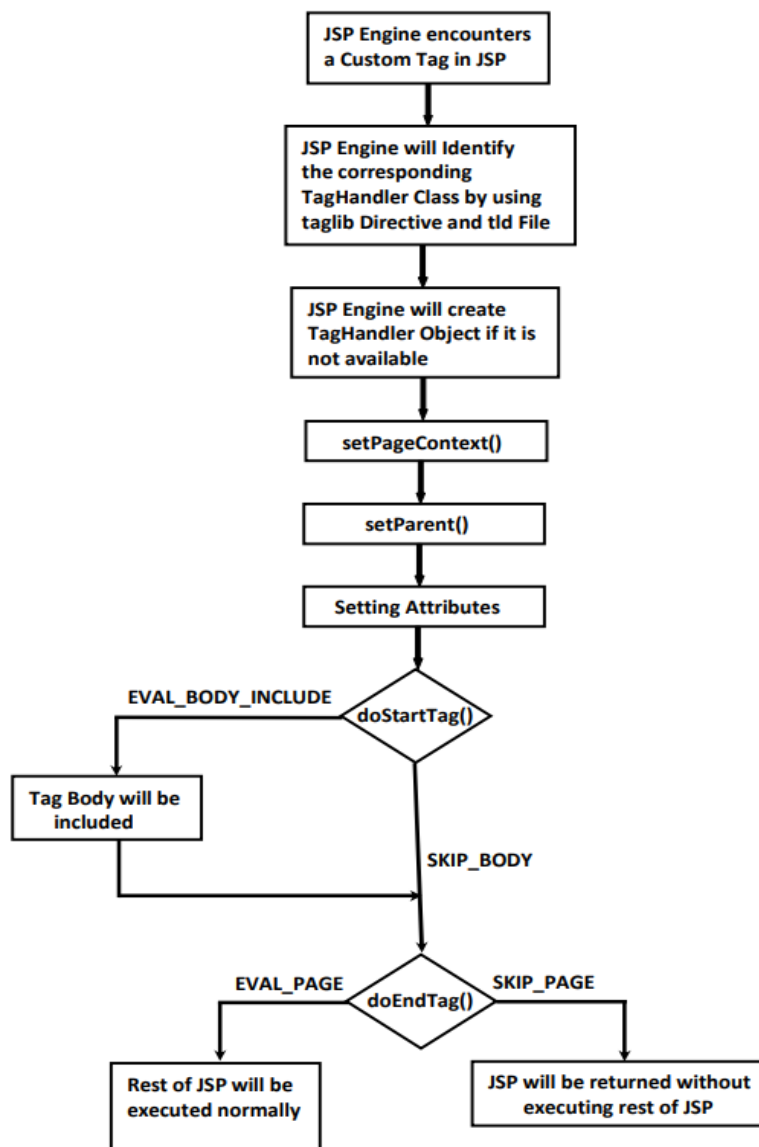 JSP Engine encounters
a Custom Tag in JSP
JSP Engine will Identify
the corresponding
TagHandler Class by using
taglib Directive and tld File
JSP Engine will create
TagHandler Object if it is
not available
setPageContext()
setParent()
Setting Attributes
EVAL_BODY_INCLUDE
doStartTag()
Tag Body will be
included
SKIP_BODY
EVAL_PAGE
SKIP_PAGE
doEndTag()
Rest of JSP will be
executed normally
JSP will be returned without
executing rest of JSP